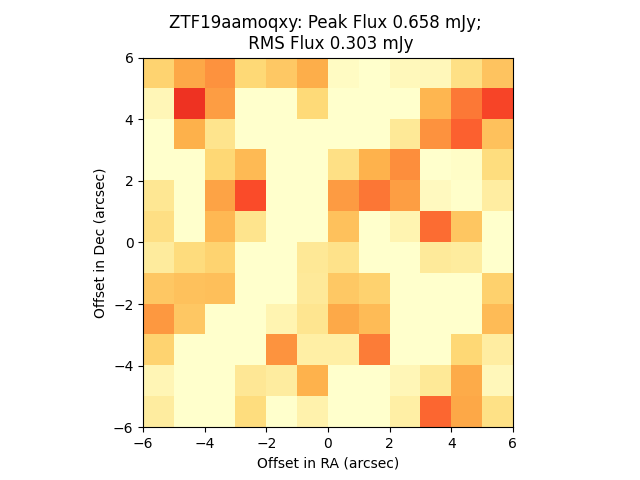 ZTF19aamoqxy: Peak Flux 0.658 mJy;
RMS Flux 0.303 mJy
6
4
2
0
−2
−4
−6
Offset in Dec (arcsec)
−6 −4 −2 0 2 4 6
Offset in RA (arcsec)